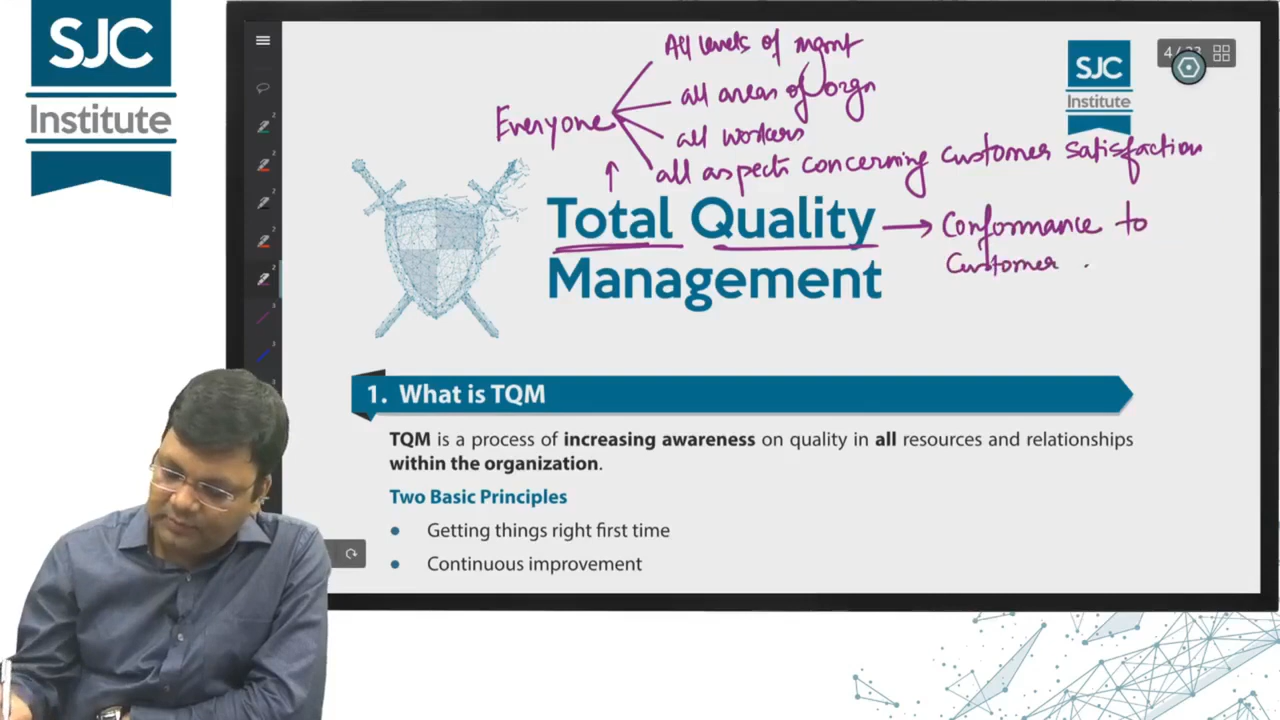 SJC
Institute
4/23
SJC
Institute
All levels of mgmt
all areas of orgn
Everyone
all workers
all aspects concerning customer satisfaction
Total Quality
Management
Conformance to
Customer
1. What is TQM
TQM is a process of increasing awareness on quality in all resources and relationships
within the organization.
Two Basic Principles
• Getting things right first time
• Continuous improvement